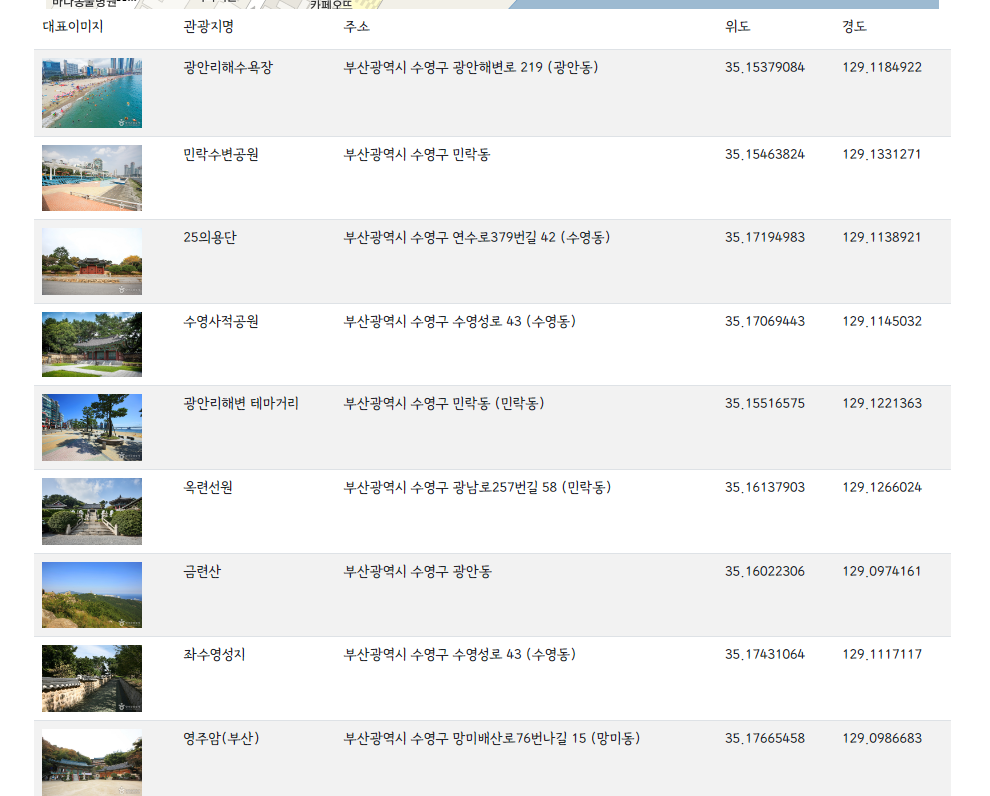 카페오뜨
대표이미지 관광지명 주소 위도 경도
광안리해수욕장 부산광역시 수영구 광안해변로 219 (광안동) 35.15379084 129.1184922
민락수변공원 부산광역시 수영구 민락동 35.15463824 129.1331271
25의용단 부산광역시 수영구 연수로379번길 42 (수영동) 35.17194983 129.1138921
수영사적공원 부산광역시 수영구 수영성로 43 (수영동) 35.17069443 129.1145032
광안리해변 테마거리 부산광역시 수영구 민락동 (민락동) 35.15516575 129.1221363
옥련선원 부산광역시 수영구 광남로257번길 58 (민락동) 35.16137903 129.1266024
금련산 부산광역시 수영구 광안동 35.16022306 129.0974161
좌수영성지 부산광역시 수영구 수영성로 43 (수영동) 35.17431064 129.1117117
영주암(부산) 부산광역시 수영구 망미배산로76번나길 15 (망미동) 35.17665458 129.0986683